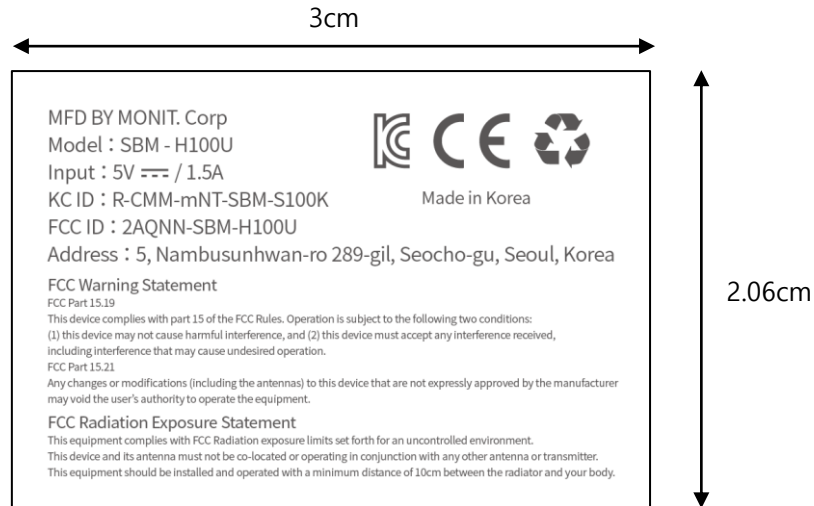 3cm
MFD BY MONIT. Corp
Model : SBM - H100U
Input : 5V ⎓ / 1.5A
KC ID : R-CMM-mNT-SBM-S100K
FCC ID : 2AQNN-SBM-H100U
Address : 5, Nambusunhwan-ro 289-gil, Seocho-gu, Seoul, Korea
KC CE
Made in Korea
FCC Warning Statement
FCC Part 15.19
This device complies with part 15 of the FCC Rules. Operation is subject to the following two conditions:
(1) this device may not cause harmful interference, and (2) this device must accept any interference received,
including interference that may cause undesired operation.
FCC Part 15.21
Any changes or modifications (including the antennas) to this device that are not expressly approved by the manufacturer
may void the user's authority to operate the equipment.
FCC Radiation Exposure Statement
This equipment complies with FCC Radiation exposure limits set forth for an uncontrolled environment.
This device and its antenna must not be co-located or operating in conjunction with any other antenna or transmitter.
This equipment should be installed and operated with a minimum distance of 10cm between the radiator and your body.
2.06cm